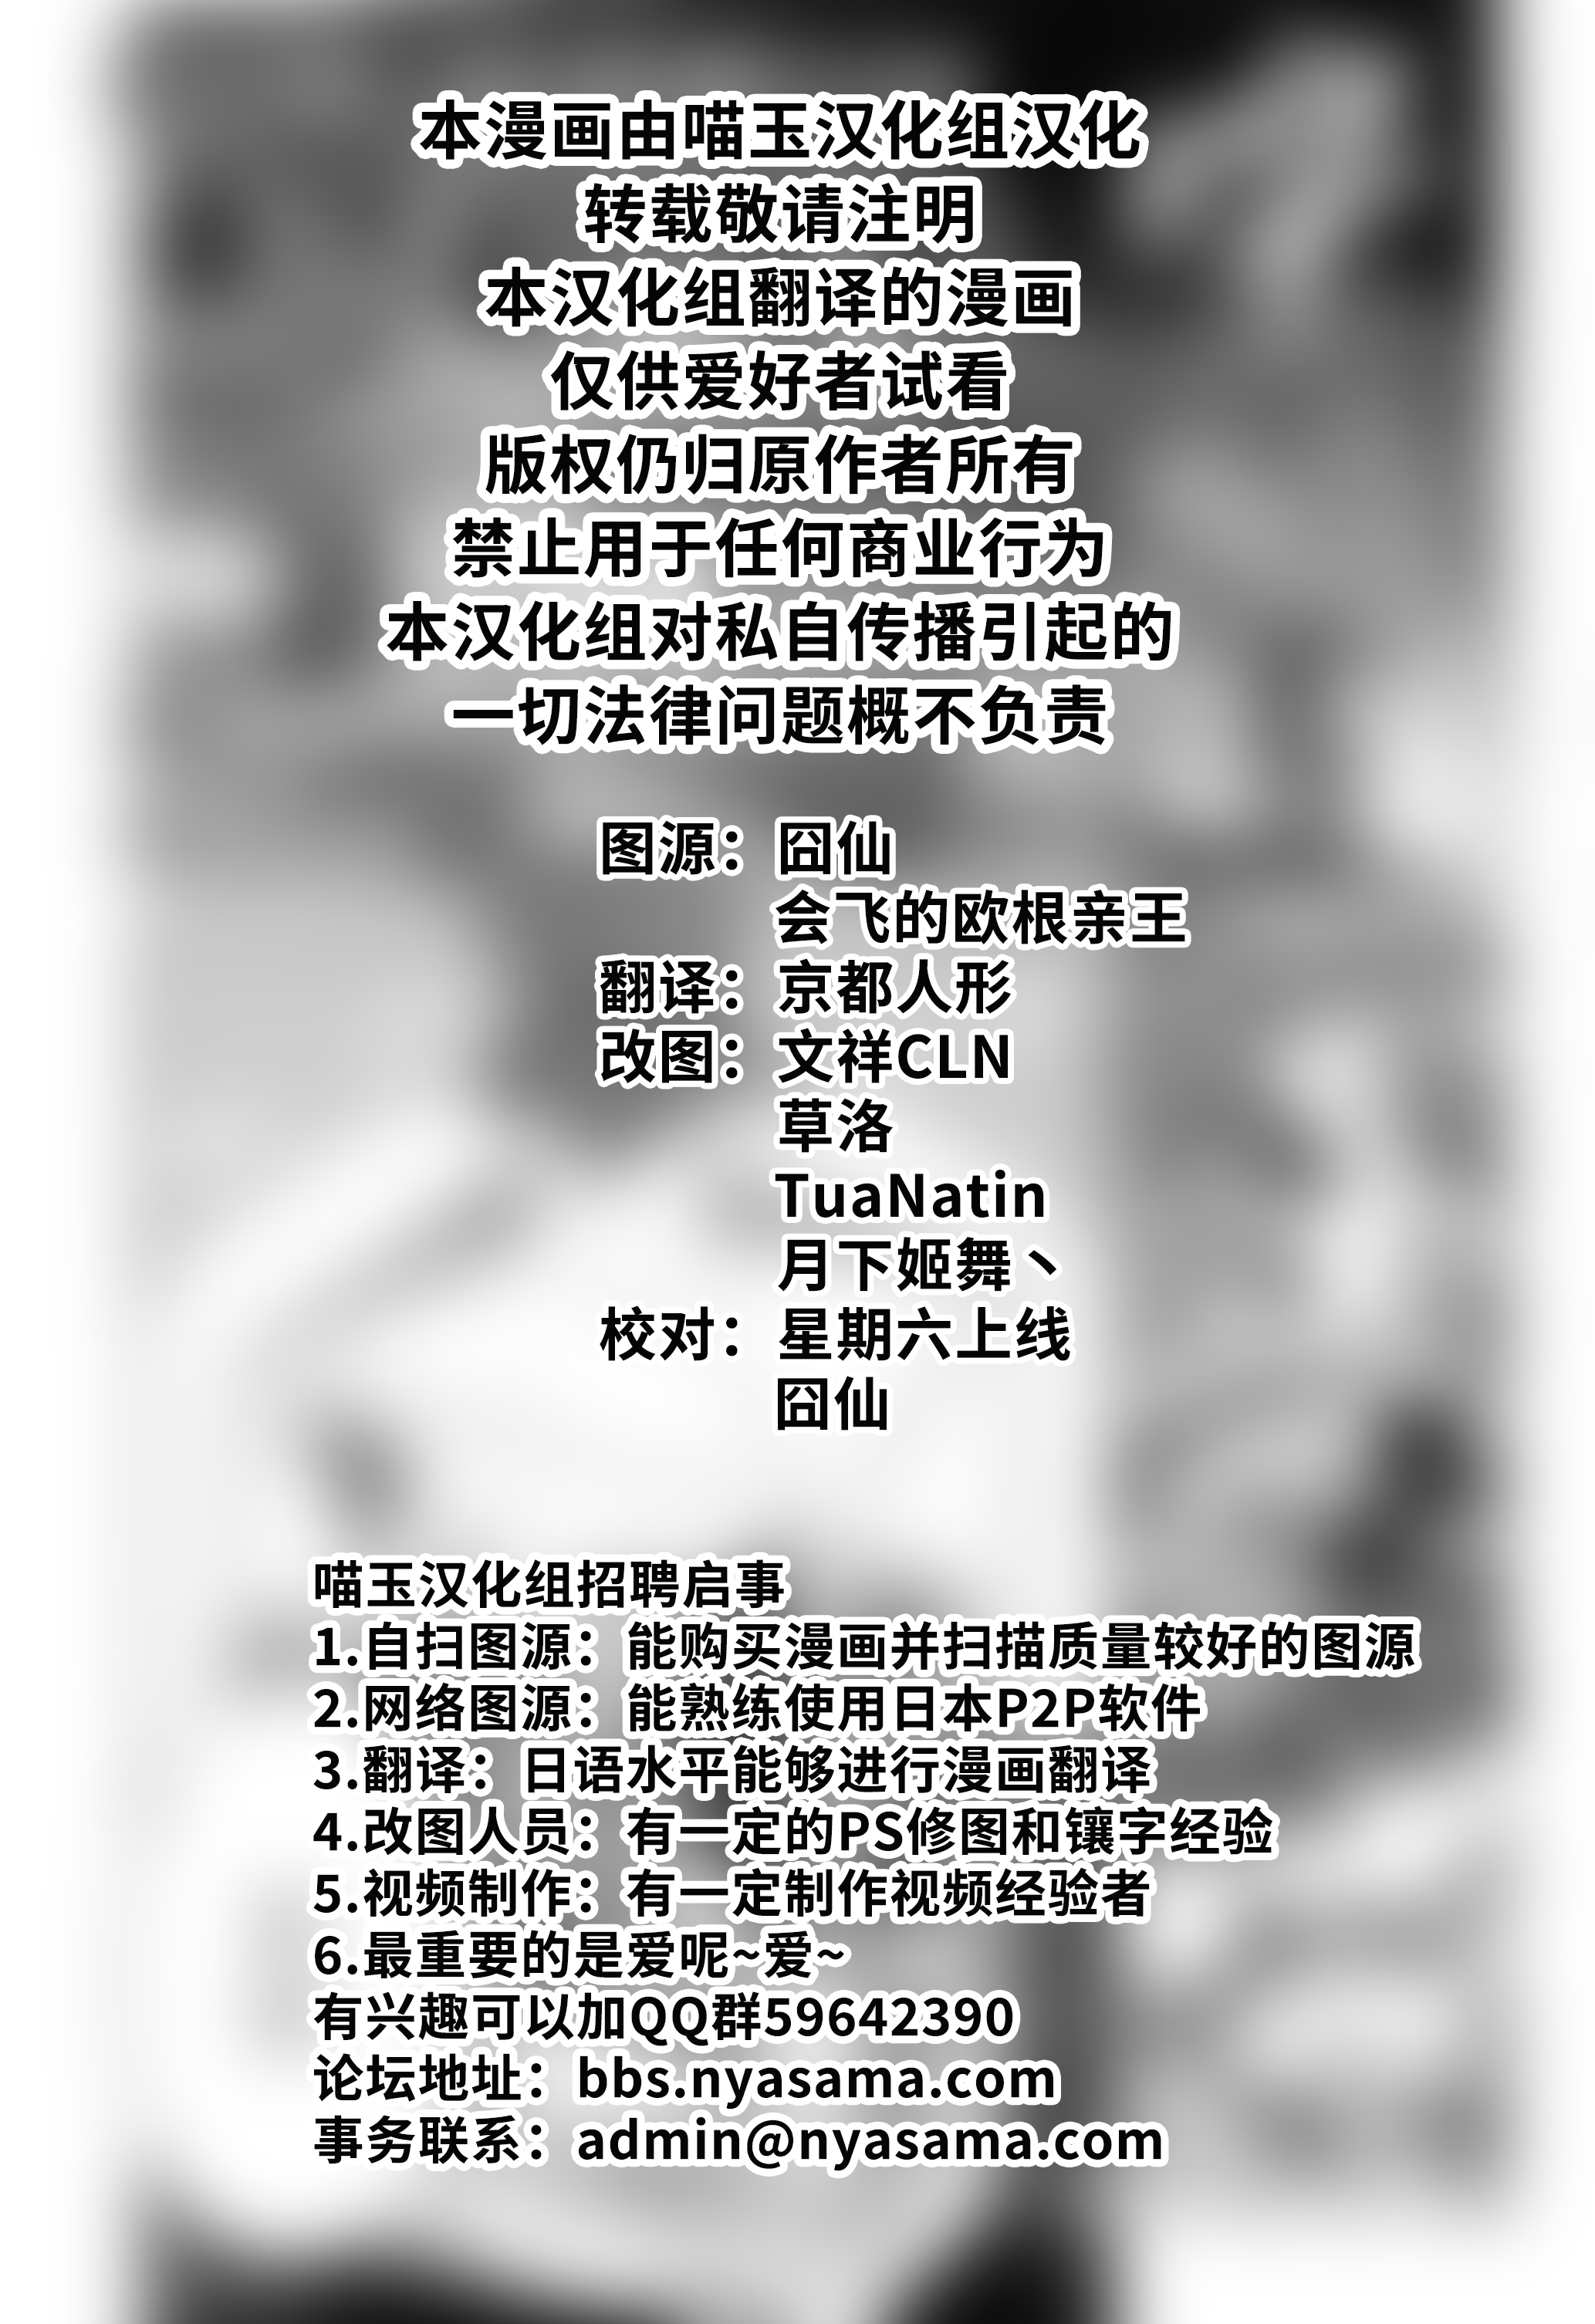 本漫画由喵玉汉化组汉化
转载敬请注明
本汉化组翻译的漫画
仅供爱好者试看
版权仍归原作者所有
禁止用于任何商业行为
本汉化组对私自传播引起的
一切法律问题概不负责
图源：囧仙
会飞的欧根亲王
翻译：京都人形
改图：文祥CLN
草洛
TuaNatin
月下姬舞丶
校对：星期六上线
囧仙
喵玉汉化组招聘启事
1.自扫图源：能购买漫画并扫描质量较好的图源
2.网络图源：能熟练使用日本P2P软件
3.翻译：日语水平能够进行漫画翻译
4.改图人员：有一定的PS修图和镶字经验
5.视频制作：有一定制作视频经验者
6.最重要的是爱呢~爱~
有兴趣可以加QQ群59642390
论坛地址：bbs.nyasama.com
事务联系：admin@nyasama.com